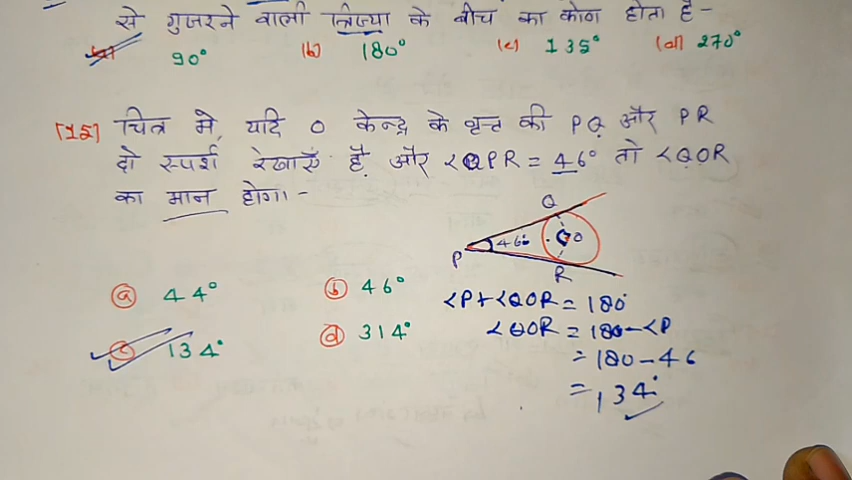 से गुजरने वाली त्रिज्या के बीच का कोण होता है-
(a) 90° (b) 180° (c) 135° (d) 270°
[15] चित्र मे, यदि O केन्द्र के वृत्त की PQ और PR
दो स्पर्श रेखाएँ है, और <QPR = 46° तो <QOR
का मान होगा-
Q
P 46° O
R
(a) 44° (b) 46°
(c) 134° (d) 314°
<P+<QOR = 180°
<QOR = 180-<P
= 180-46
= 134°